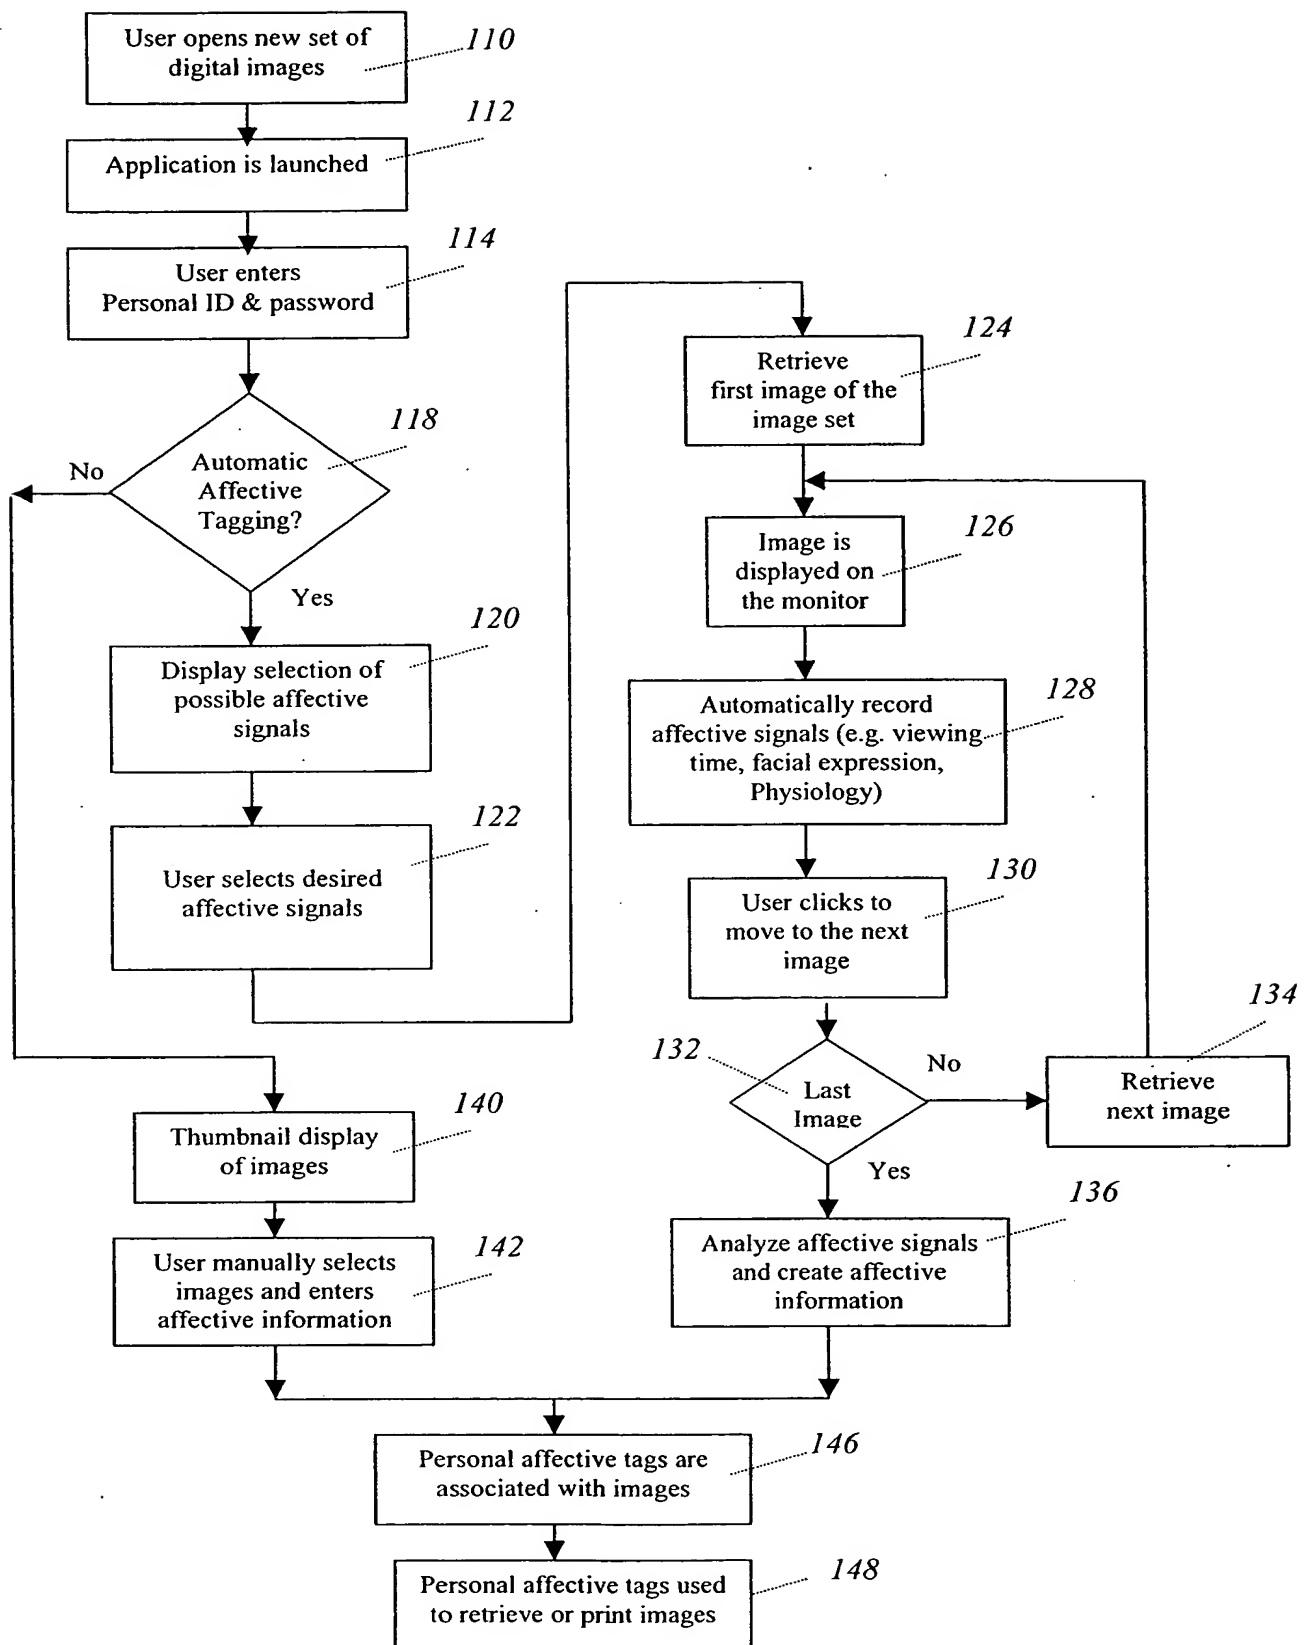 User opens new set of
digital images
110
112
Application is launched
114
User enters
Personal ID & password
118
Automatic
Affective
Tagging?
No
Yes
120
Display selection of
possible affective
signals
122
User selects desired
affective signals
124
Retrieve
first image of the
image set
126
Image is
displayed on
the monitor
128
Automatically record
affective signals (e.g. viewing
time, facial expression,
Physiology)
130
User clicks to
move to the next
image
132
Last
Image
No
Yes
134
Retrieve
next image
136
Analyze affective signals
and create affective
information
140
Thumbnail display
of images
142
User manually selects
images and enters
affective information
146
Personal affective tags are
associated with images
148
Personal affective tags used
to retrieve or print images